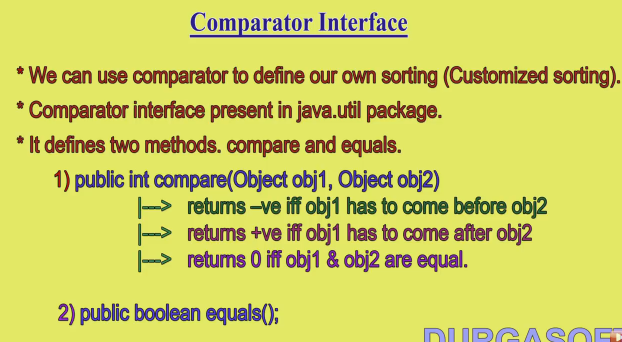 Comparator Interface
* We can use comparator to define our own sorting (Customized sorting).
* Comparator interface present in java.util package.
* It defines two methods. compare and equals.
1) public int compare(Object obj1, Object obj2)
|---> returns –ve iff obj1 has to come before obj2
|---> returns +ve iff obj1 has to come after obj2
|---> returns 0 iff obj1 & obj2 are equal.
2) public boolean equals();